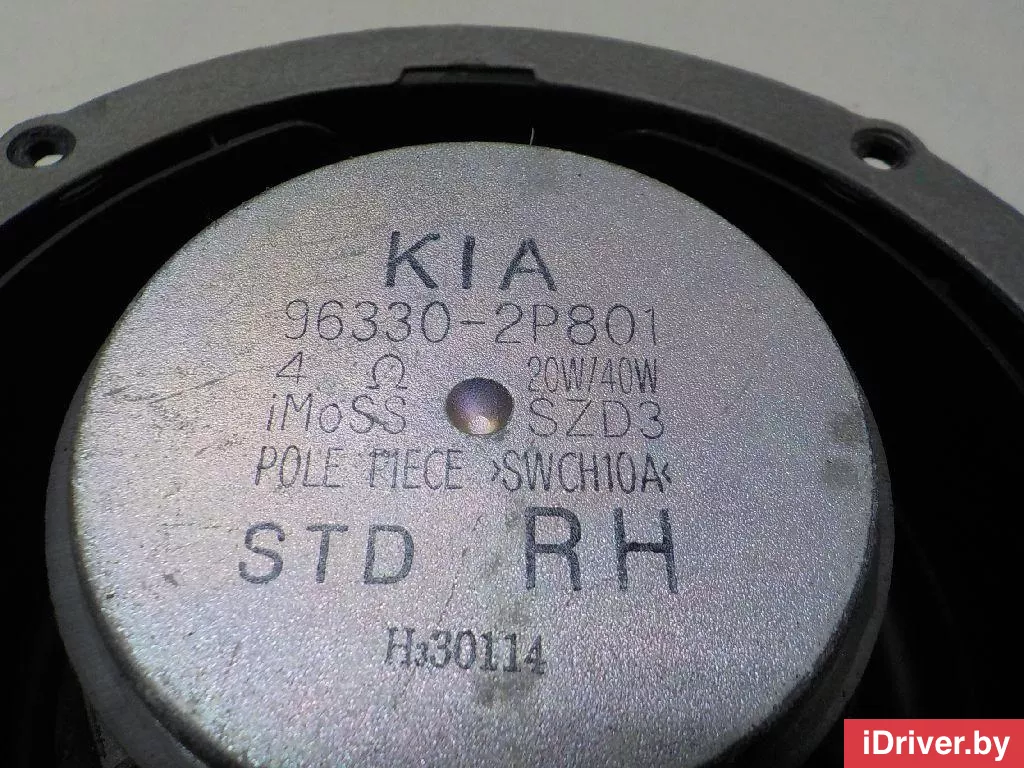 KIA
96330-2P801
4 Ω 20W/40W
iMoSS SZD3
POLE PIECE >SWCH10A<
STD RH
H330114
iDriver.by